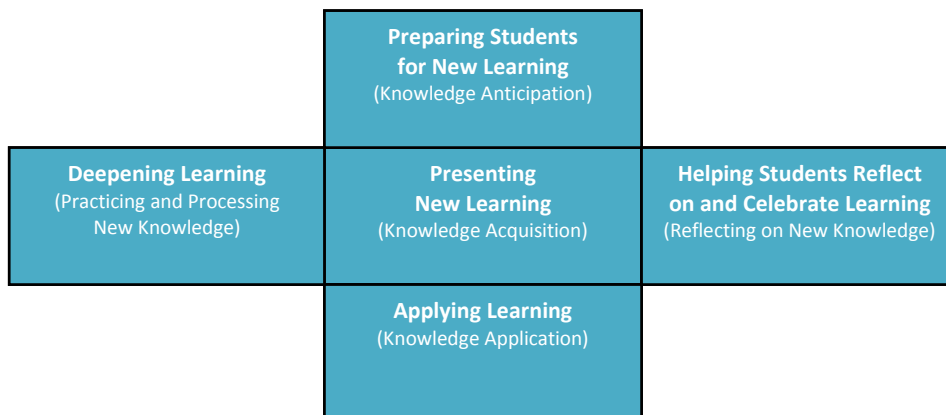 Preparing Students
for New Learning
(Knowledge Anticipation)
Deepening Learning
(Practicing and Processing
New Knowledge)
Presenting
New Learning
(Knowledge Acquisition)
Helping Students Reflect
on and Celebrate Learning
(Reflecting on New Knowledge)
Applying Learning
(Knowledge Application)